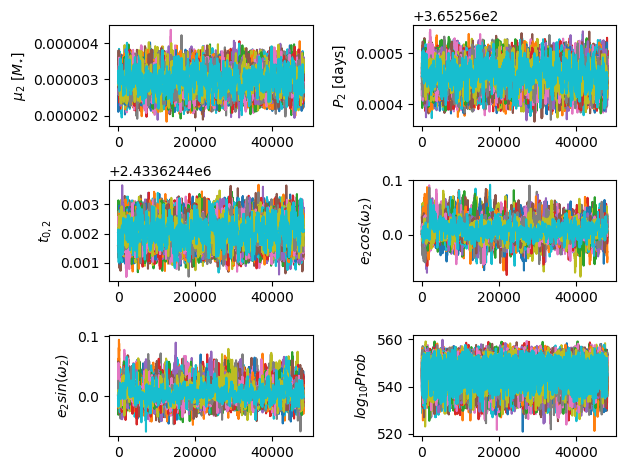 +3.65256e2
μ₂ [M.]
0.000004
0.000003
0.000002
0 20000 40000
P₂ [days]
0.0005
0.0004
0 20000 40000
+2.4336244e6
t₀,₂
0.003
0.002
0.001
0 20000 40000
e₂cos(ω₂)
0.1
0.0
0 20000 40000
e₂sin(ω₂)
0.1
0.0
0 20000 40000
log₁₀Prob
560
540
520
0 20000 40000